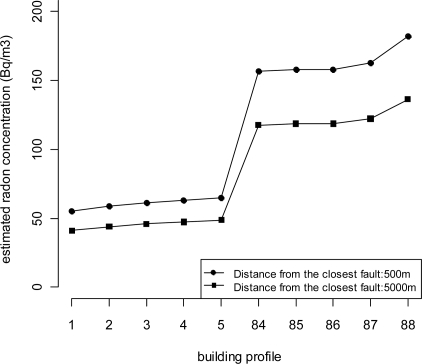 estimated radon concentration (Bq/m3)
200
150
100
50
0
Distance from the closest fault:500m
Distance from the closest fault:5000m
1 2 3 4 5 84 85 86 87 88
building profile